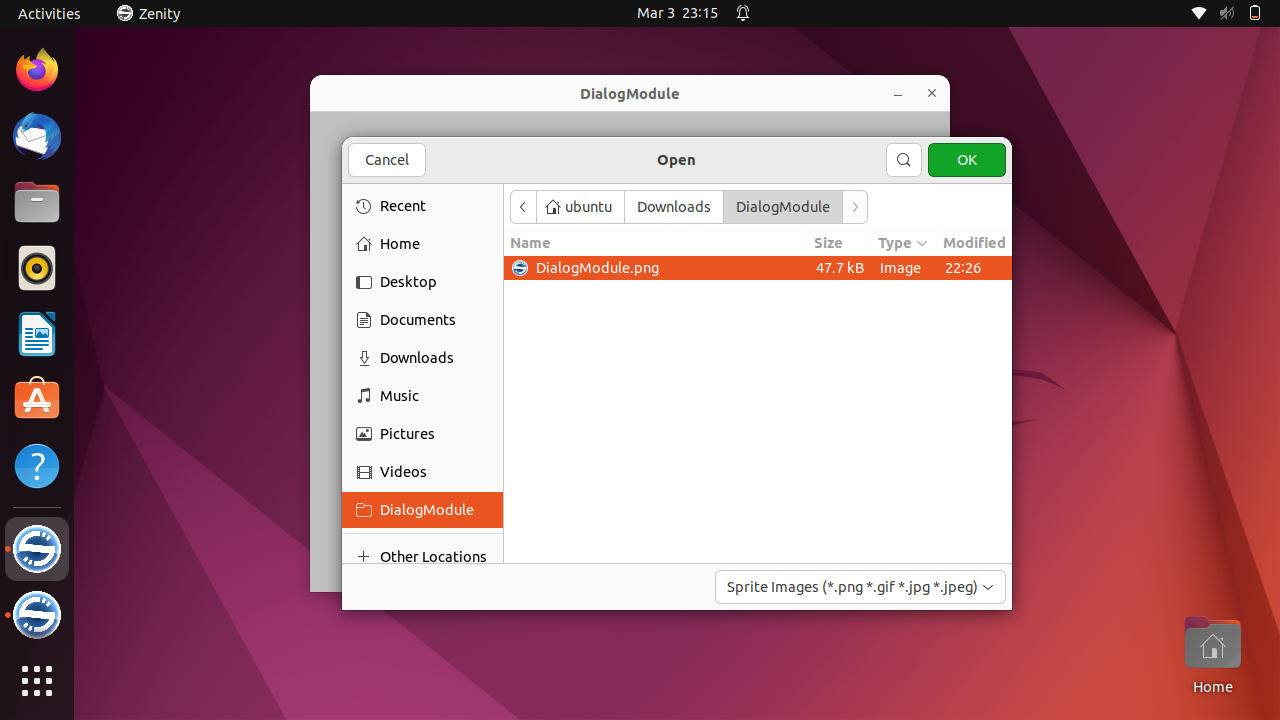 Activities Zenity Mar 3 23:15
DialogModule
Cancel Open OK
Recent
Home
Desktop
Documents
Downloads
Music
Pictures
Videos
DialogModule
Other Locations
ubuntu Downloads DialogModule
Name Size Type Modified
DialogModule.png 47.7 kB Image 22:26
Sprite Images (*.png *.gif *.jpg *.jpeg)
Home